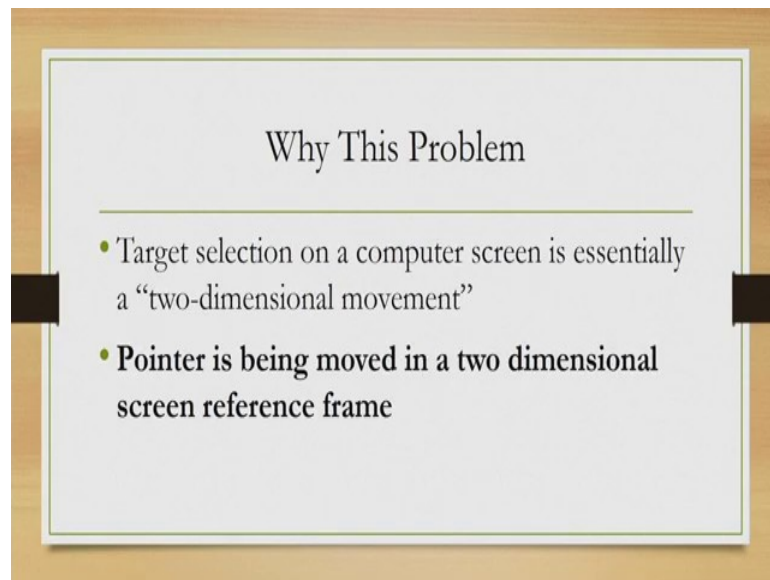 Why This Problem
• Target selection on a computer screen is essentially
a “two-dimensional movement”
• Pointer is being moved in a two dimensional
screen reference frame